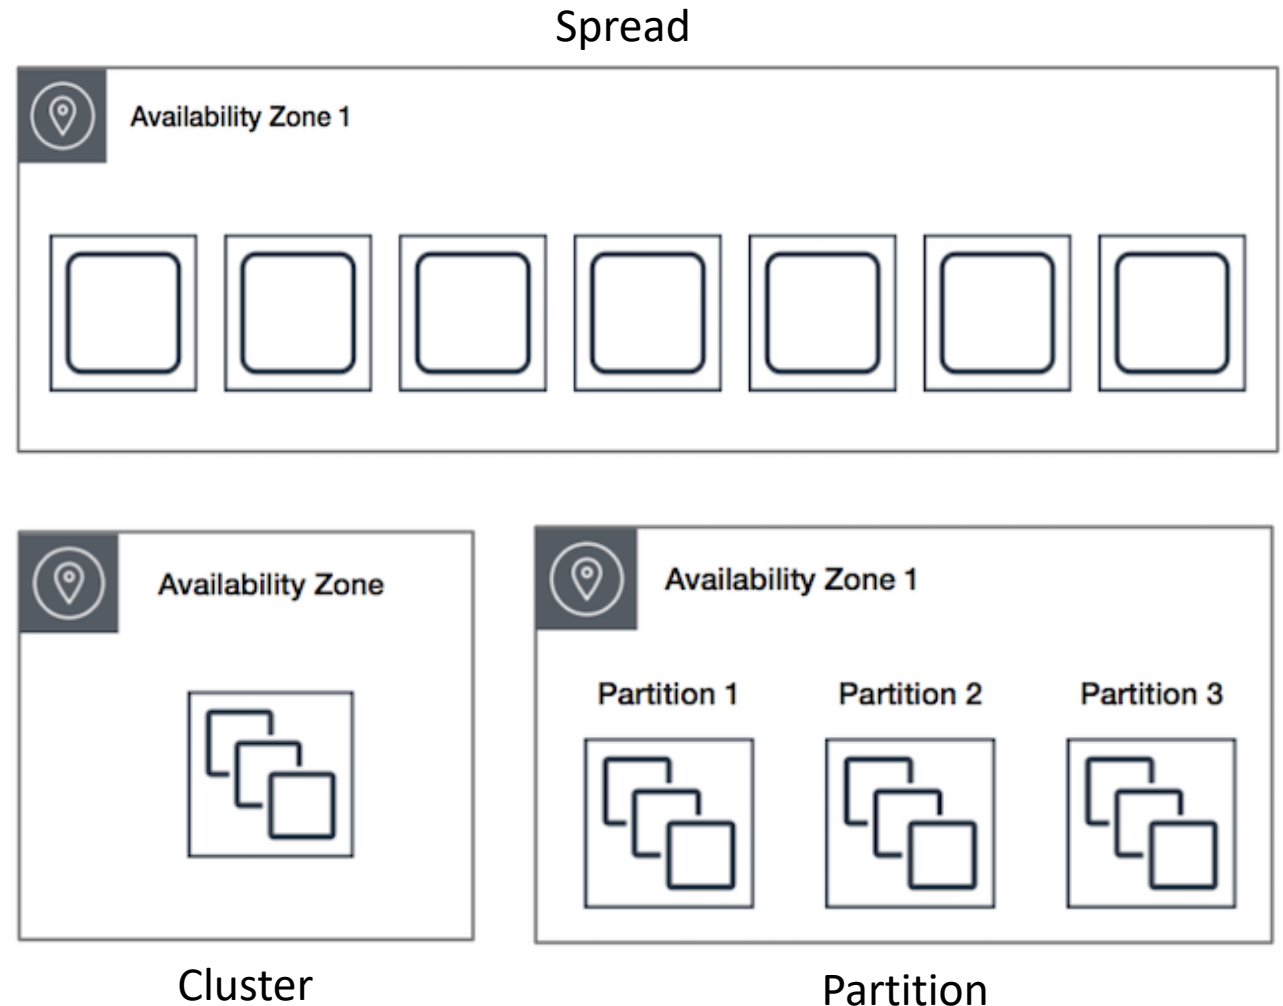 Spread
Availability Zone 1
Availability Zone
Availability Zone 1
Partition 1
Partition 2
Partition 3
Cluster
Partition